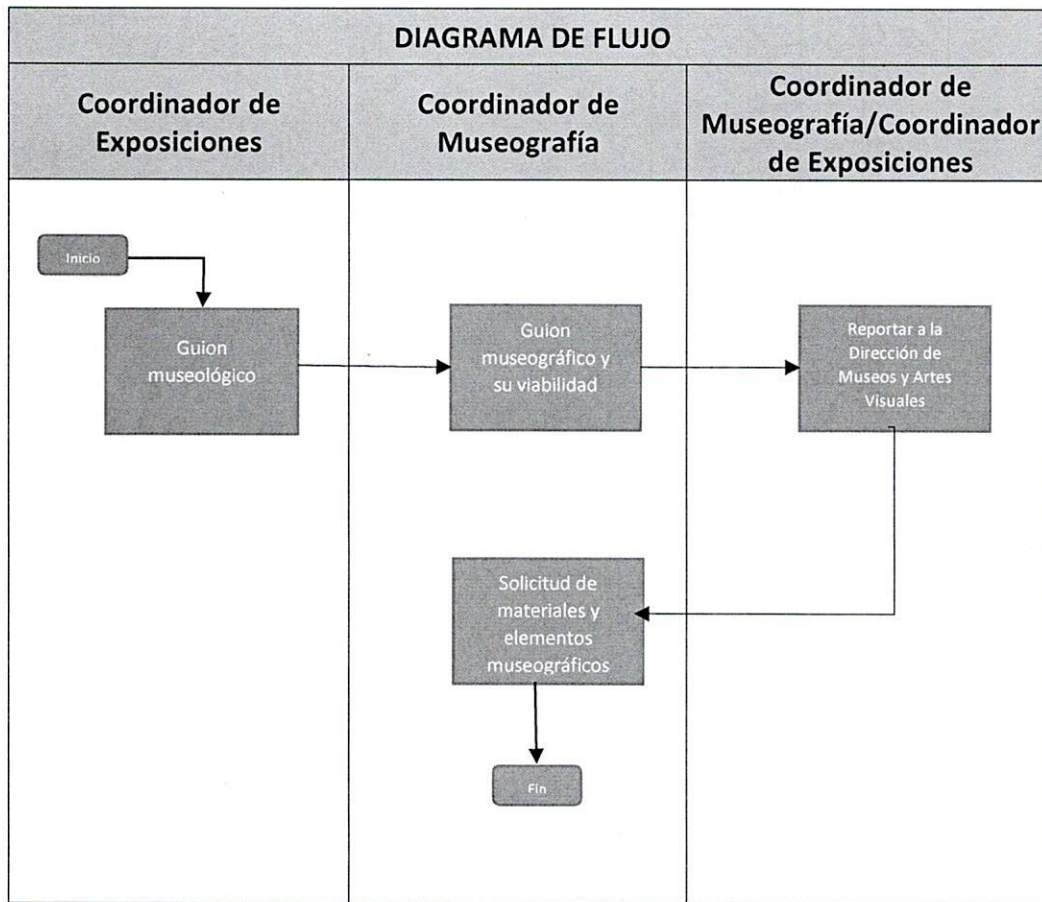 DIAGRAMA DE FLUJO
Coordinador de
Exposiciones
Coordinador de
Museografía
Coordinador de
Museografía/Coordinador
de Exposiciones
Inicio
Guion
museológico
Guion
museográfico y
su viabilidad
Reportar a la
Dirección de
Museos y Artes
Visuales
Solicitud de
materiales y
elementos
museográficos
Fin